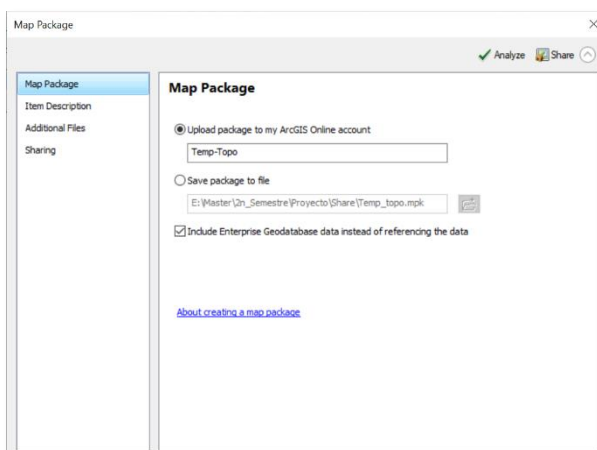 Map Package
Analyze Share
Map Package
Item Description
Additional Files
Sharing
Map Package
Upload package to my ArcGIS Online account
Temp-Topo
Save package to file
E:\Master\2n_Semestre\Proyecto\Share\Temp_topo.mpk
Include Enterprise Geodatabase data instead of referencing the data
About creating a map package